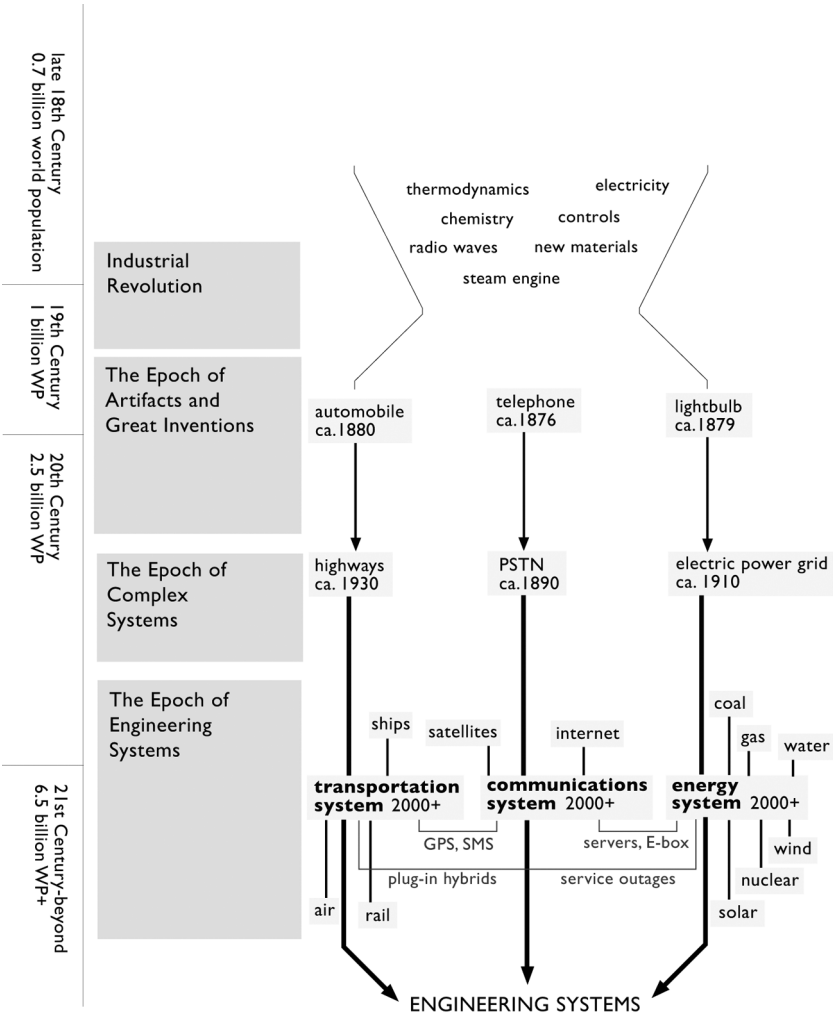 late 18th Century
0.7 billion world population
thermodynamics
electricity
chemistry
controls
radio waves
new materials
steam engine
Industrial
Revolution
19th Century
1 billion WP
The Epoch of
Artifacts and
Great Inventions
automobile
ca.1880
telephone
ca.1876
lightbulb
ca.1879
20th Century
2.5 billion WP
The Epoch of
Complex
Systems
highways
ca. 1930
PSTN
ca.1890
electric power grid
ca. 1910
The Epoch of
Engineering
Systems
ships
satellites
internet
coal
gas
water
21st Century-beyond
6.5 billion WP+
transportation
system 2000+
communications
system 2000+
energy
system 2000+
GPS, SMS
servers, E-box
wind
plug-in hybrids
service outages
nuclear
air
rail
solar
ENGINEERING SYSTEMS